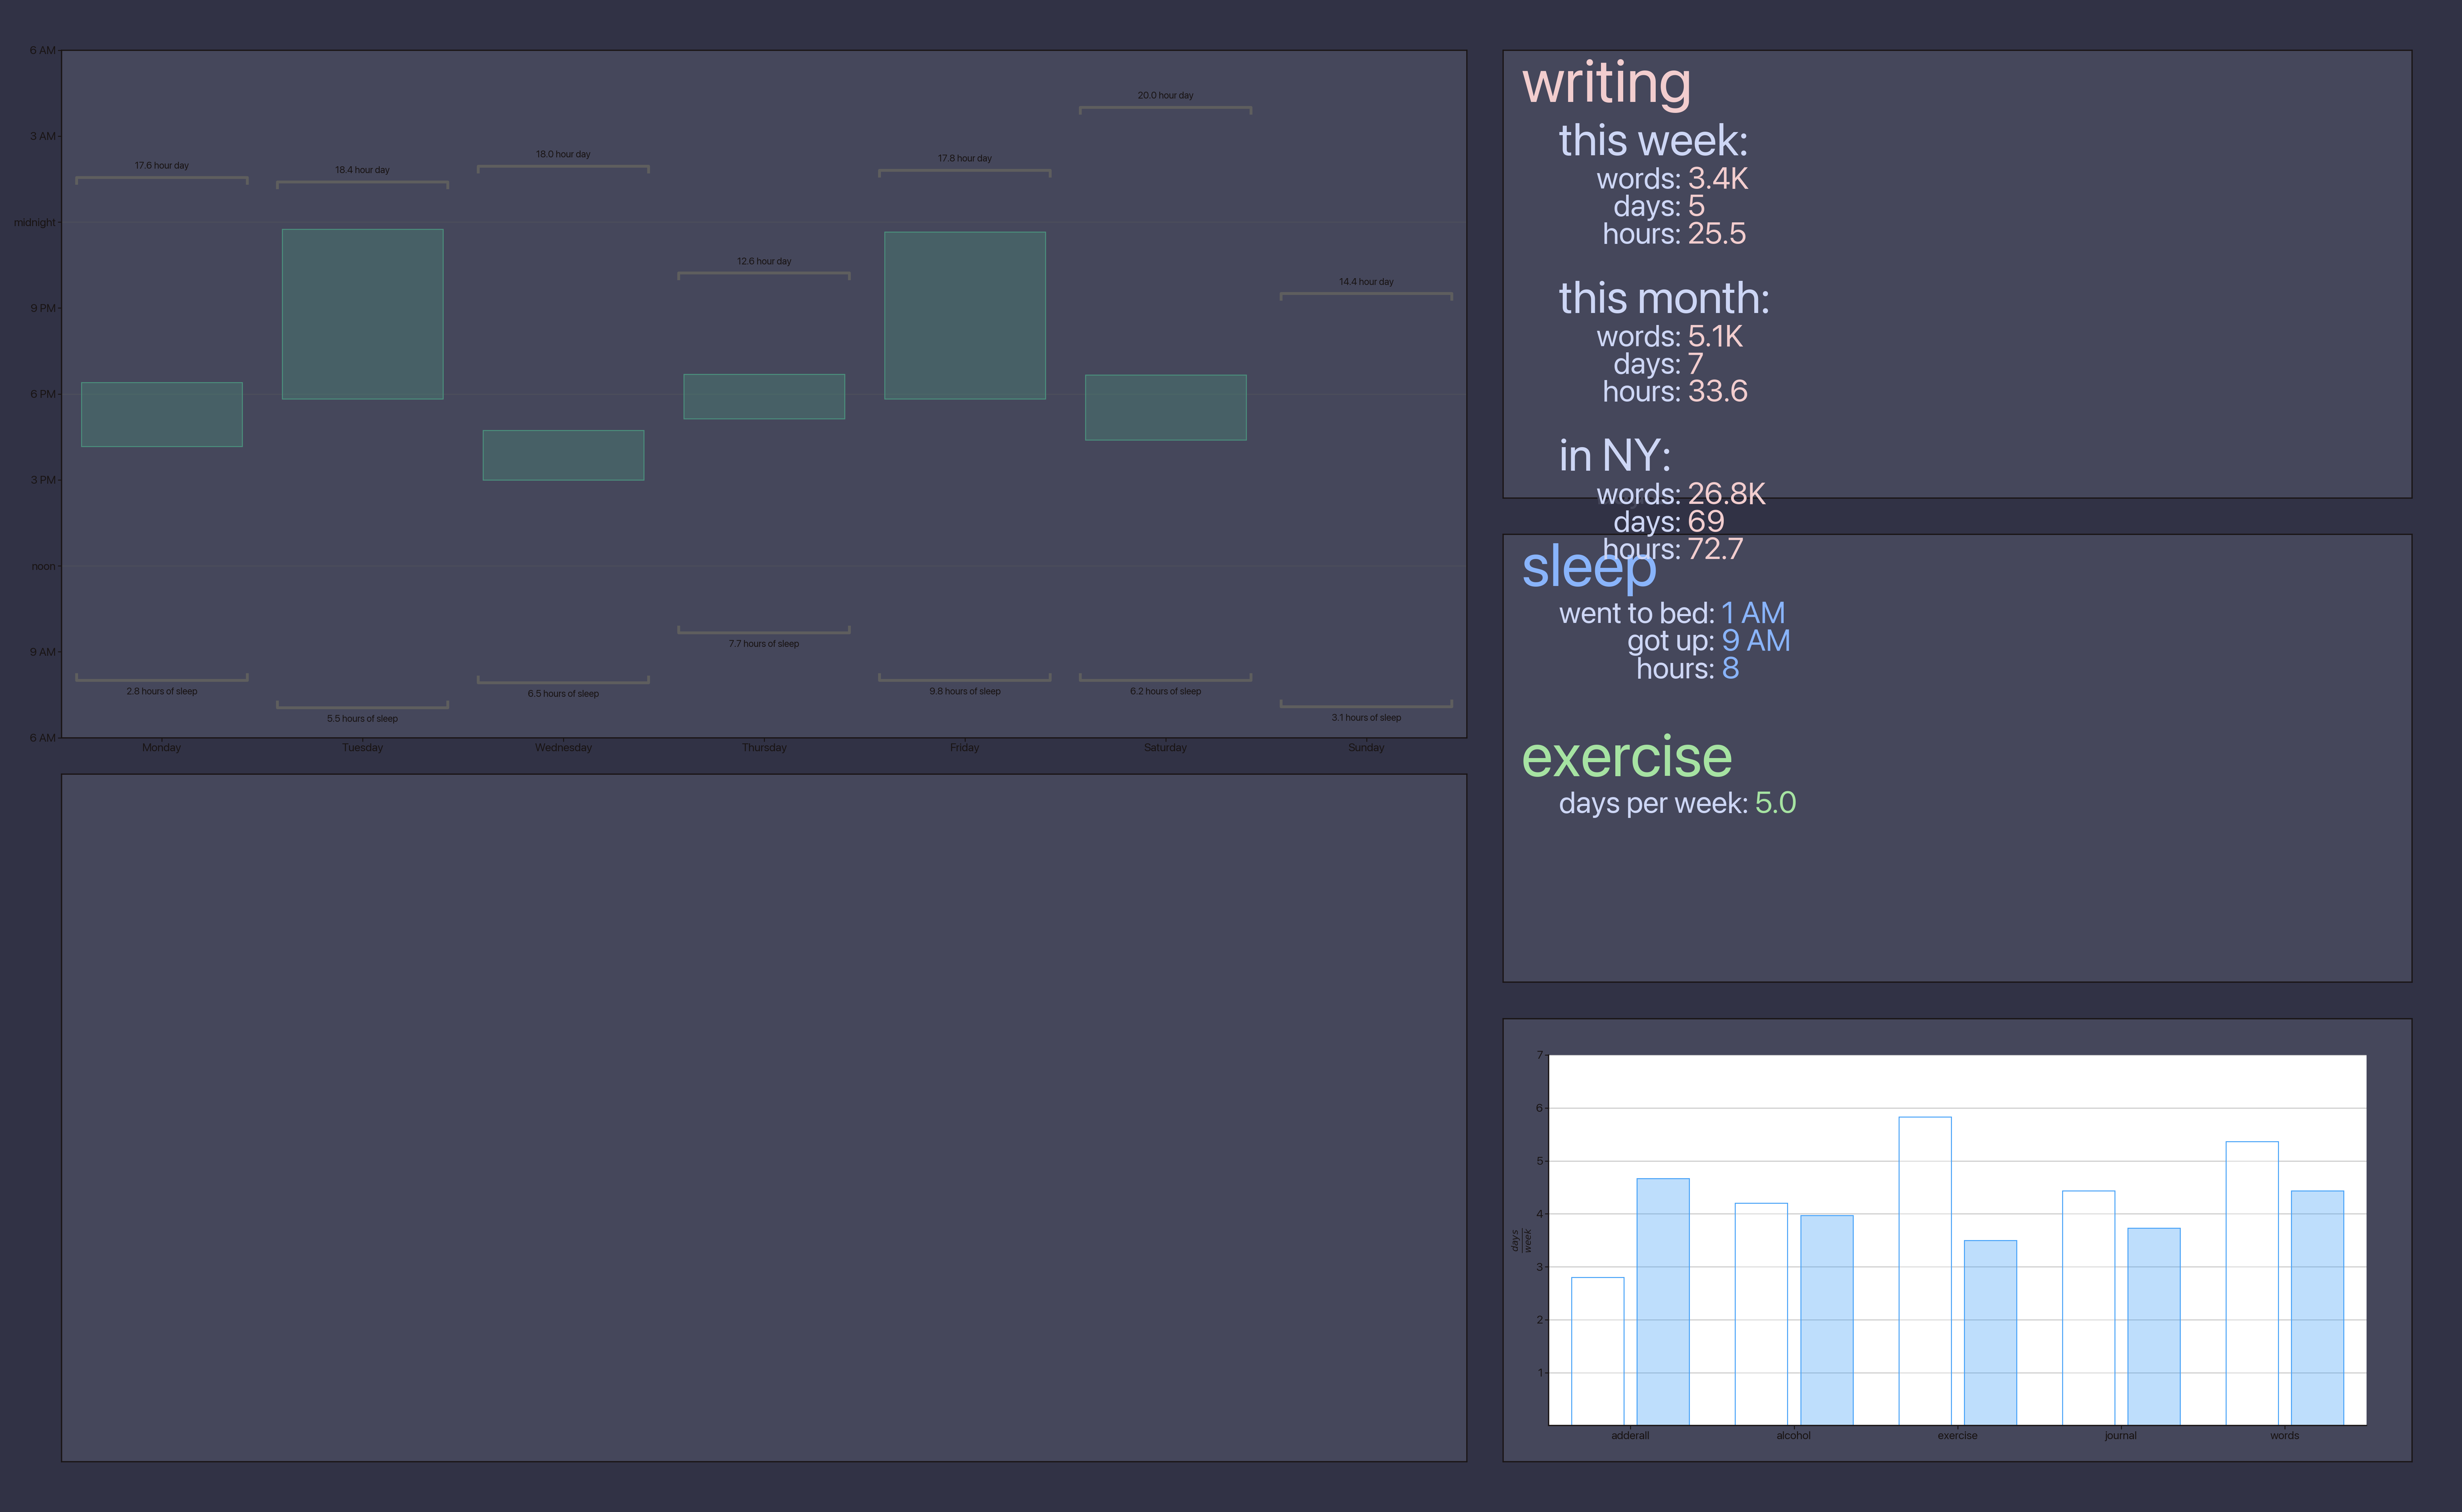 6 AM
3 AM
midnight
9 PM
6 PM
3 PM
noon
9 AM
6 AM
17.6 hour day
18.4 hour day
18.0 hour day
12.6 hour day
17.8 hour day
20.0 hour day
14.4 hour day
2.8 hours of sleep
5.5 hours of sleep
6.5 hours of sleep
7.7 hours of sleep
9.8 hours of sleep
6.2 hours of sleep
3.1 hours of sleep
Monday Tuesday Wednesday Thursday Friday Saturday Sunday
writing
this week:
words: 3.4K
days: 5
hours: 25.5
this month:
words: 5.1K
days: 7
hours: 33.6
in NY:
words: 26.8K
days: 69
hours: 72.7
sleep
went to bed: 1 AM
got up: 9 AM
hours: 8
exercise
days per week: 5.0
7
6
5
4
3
2
1
days
week
adderall alcohol exercise journal words